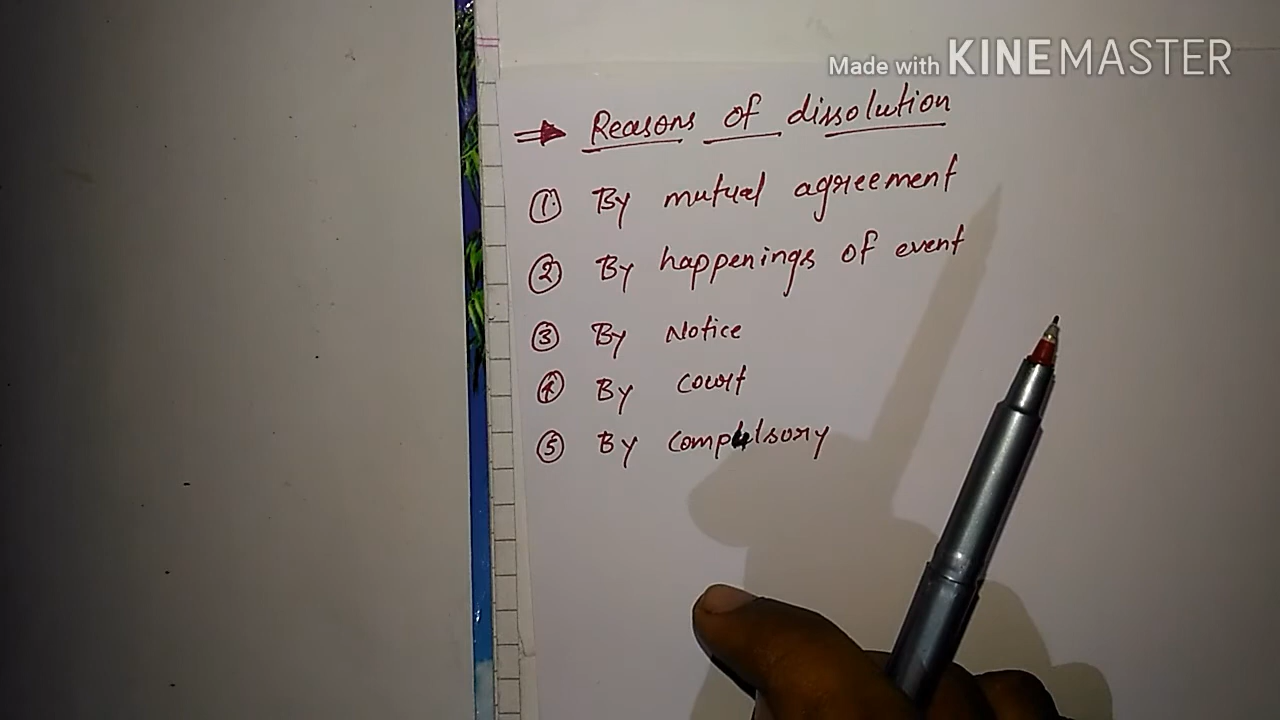 Made with KINEMASTER
⇒ Reasons of dissolution
① By mutual agreement
② By happenings of event
③ By Notice
④ By court
⑤ By compulsory